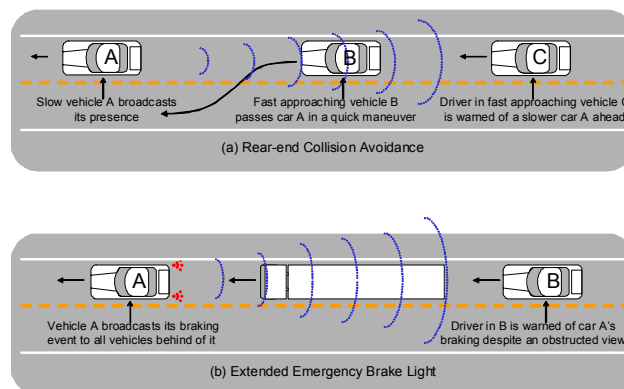 A
B
C
Slow vehicle A broadcasts
its presence
Fast approaching vehicle B
passes car A in a quick maneuver
Driver in fast approaching vehicle C
is warned of a slower car A ahead
(a) Rear-end Collision Avoidance
A
B
Vehicle A broadcasts its braking
event to all vehicles behind of it
Driver in B is warned of car A's
braking despite an obstructed view
(b) Extended Emergency Brake Light